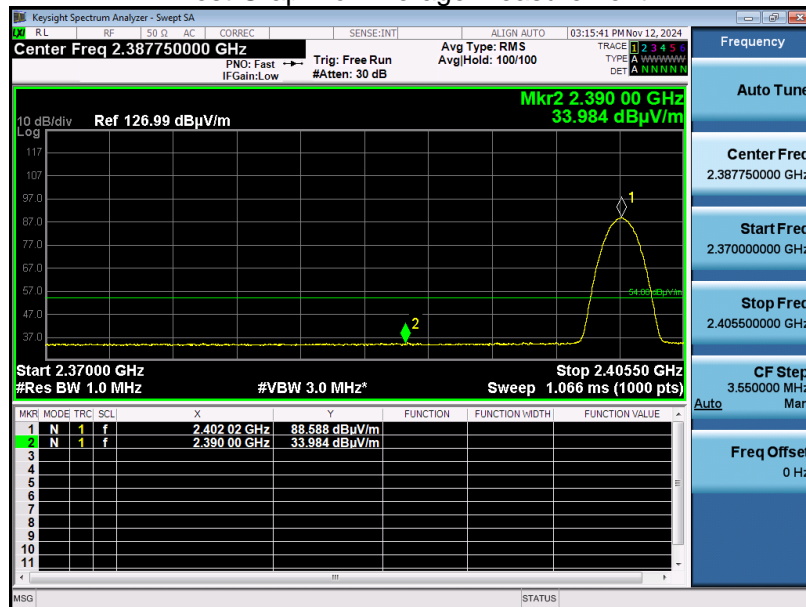 Keysight Spectrum Analyzer - Swept SA
RL RF 50 Ω AC CORREC SENSE:INT ALIGN AUTO 03:15:41 PM Nov 12, 2024
Center Freq 2.387750000 GHz
PNO: Fast
IFGain:Low
Trig: Free Run
#Atten: 30 dB
Avg Type: RMS
Avg|Hold: 100/100
TRACE 1 2 3 4 5 6
TYPE A WWWWW
DET A N N N N N
Mkr2 2.390 00 GHz
33.984 dBµV/m
10 dB/div Ref 126.99 dBµV/m
Log
117
107
97.0
87.0
77.0
67.0
57.0
47.0
37.0
1
2
54.00 dBµV/m
Start 2.37000 GHz Stop 2.40550 GHz
#Res BW 1.0 MHz #VBW 3.0 MHz* Sweep 1.066 ms (1000 pts)
MKR MODE TRC SCL X Y FUNCTION FUNCTION WIDTH FUNCTION VALUE
1 N 1 f 2.402 02 GHz 88.588 dBµV/m
2 N 1 f 2.390 00 GHz 33.984 dBµV/m
3
4
5
6
7
8
9
10
11
MSG STATUS
Frequency
Auto Tune
Center Freq
2.387750000 GHz
Start Freq
2.370000000 GHz
Stop Freq
2.405500000 GHz
CF Step
3.550000 MHz
Auto Man
Freq Offset
0 Hz